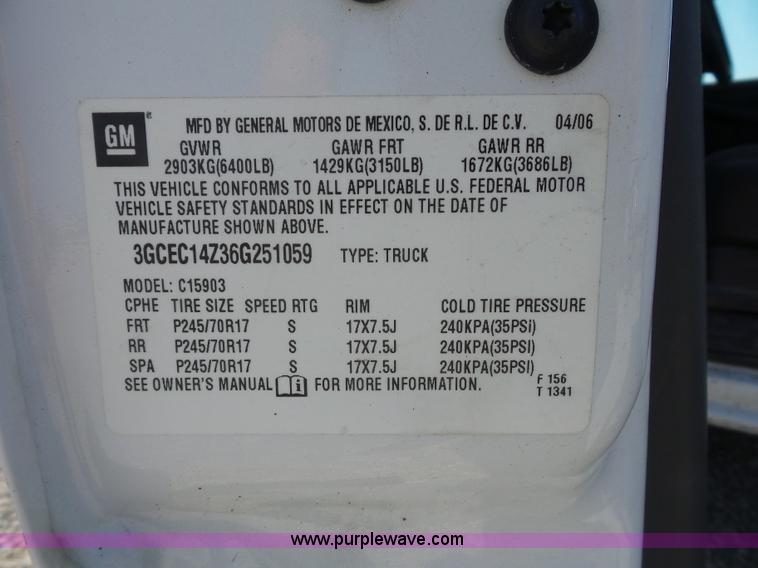 GM ® MFD BY GENERAL MOTORS DE MEXICO, S. DE R.L. DE C.V. 04/06
GVWR GAWR FRT GAWR RR
2903KG(6400LB) 1429KG(3150LB) 1672KG(3686LB)
THIS VEHICLE CONFORMS TO ALL APPLICABLE U.S. FEDERAL MOTOR
VEHICLE SAFETY STANDARDS IN EFFECT ON THE DATE OF
MANUFACTURE SHOWN ABOVE.
3GCEC14Z36G251059 TYPE: TRUCK
MODEL: C15903
CPHE TIRE SIZE SPEED RTG RIM COLD TIRE PRESSURE
FRT P245/70R17 S 17X7.5J 240KPA(35PSI)
RR P245/70R17 S 17X7.5J 240KPA(35PSI)
SPA P245/70R17 S 17X7.5J 240KPA(35PSI)
SEE OWNER'S MANUAL i FOR MORE INFORMATION.
F 156
T 1341
www.purplewave.com